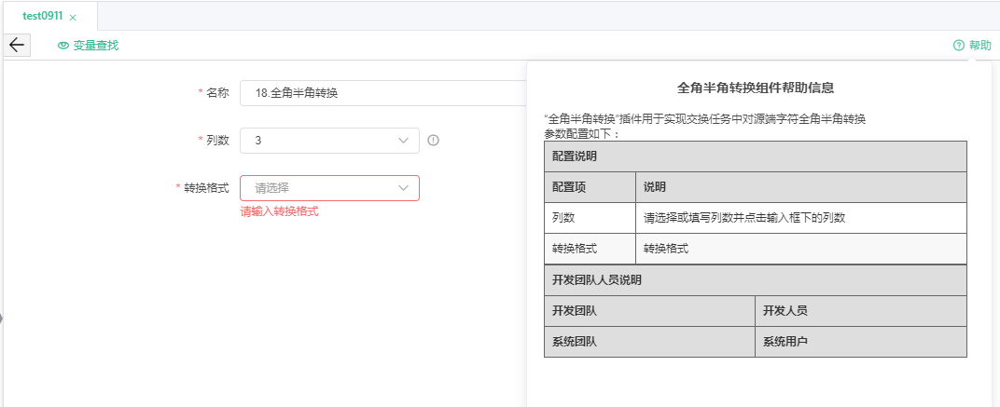 test0911 ×
变量查找
帮助
* 名称 18.全角半角转换
* 列数 3
* 转换格式 请选择
请输入转换格式
全角半角转换组件帮助信息
“全角半角转换”插件用于实现交换任务中对源端字符全角半角转换
参数配置如下：
配置说明
配置项 说明
列数 请选择或填写列数并点击输入框下的列数
转换格式 转换格式
开发团队人员说明
开发团队 开发人员
系统团队 系统用户